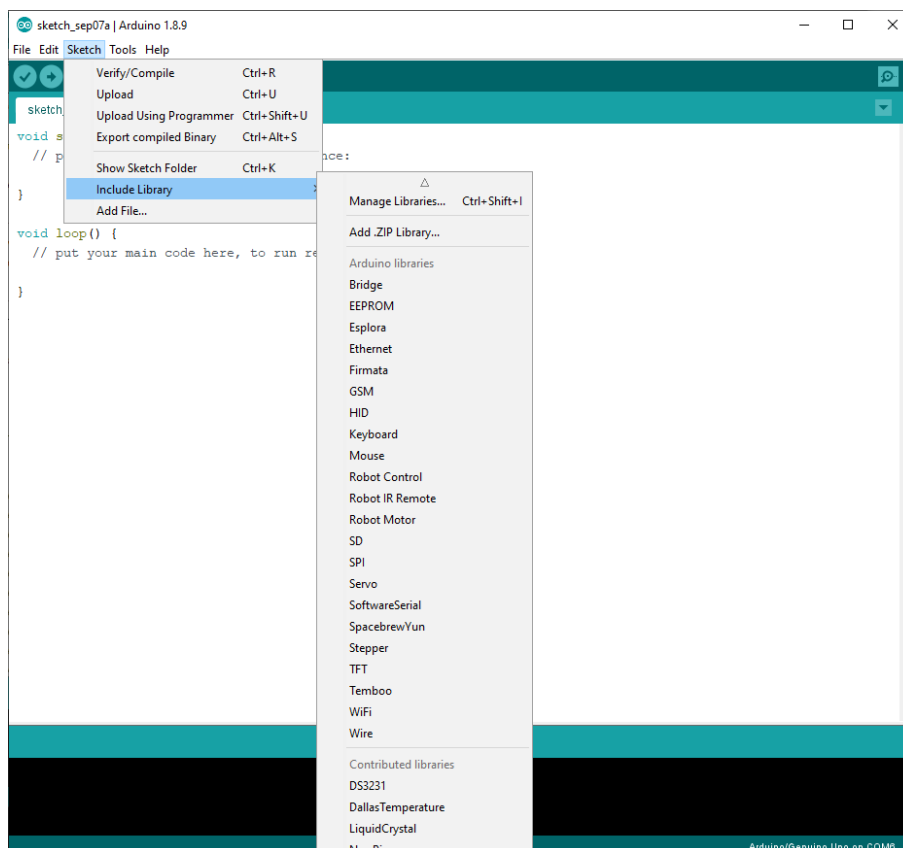 sketch_sep07a | Arduino 1.8.9
File Edit Sketch Tools Help
Verify/Compile Ctrl+R
Upload Ctrl+U
Upload Using Programmer Ctrl+Shift+U
Export compiled Binary Ctrl+Alt+S
Show Sketch Folder Ctrl+K
Include Library
Add File...
sketch_
void s
// p
nce:
}
void loop() {
// put your main code here, to run re
}
Manage Libraries... Ctrl+Shift+I
Add .ZIP Library...
Arduino libraries
Bridge
EEPROM
Esplora
Ethernet
Firmata
GSM
HID
Keyboard
Mouse
Robot Control
Robot IR Remote
Robot Motor
SD
SPI
Servo
SoftwareSerial
SpacebrewYun
Stepper
TFT
Temboo
WiFi
Wire
Contributed libraries
DS3231
DallasTemperature
LiquidCrystal
Arduino/Genuino Uno on COM6